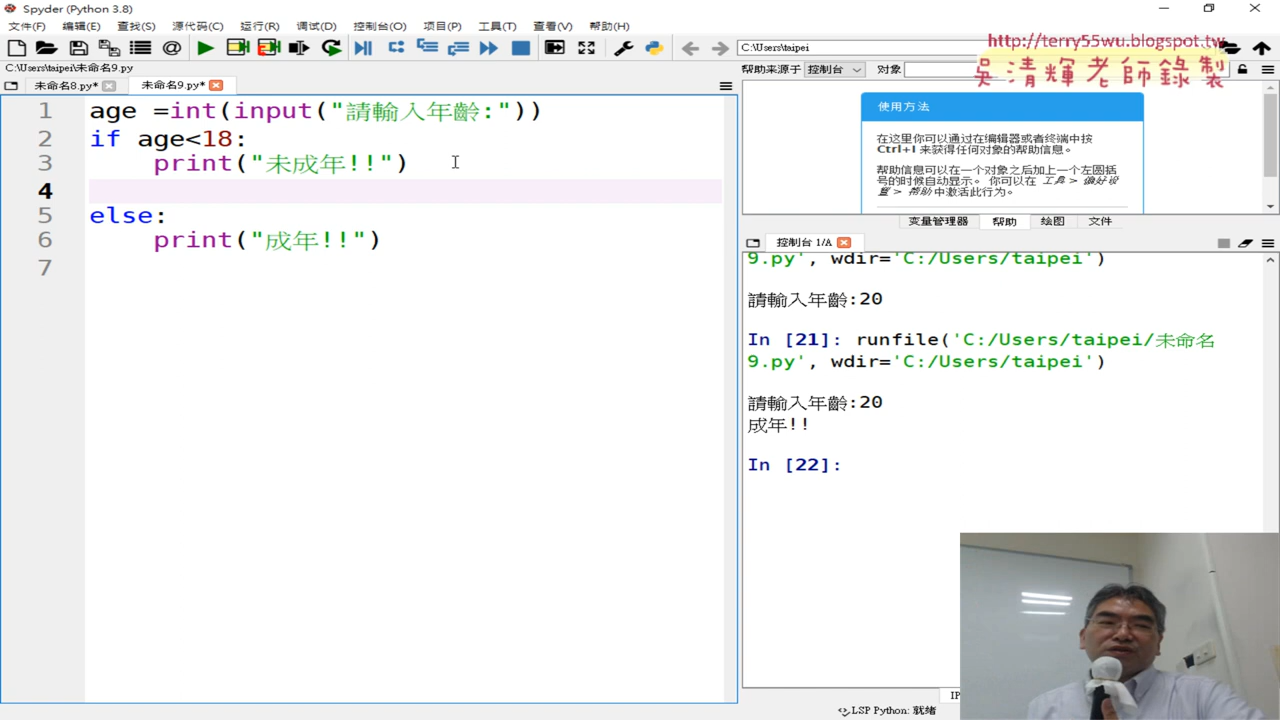 Spyder (Python 3.8)
文件(F) 编辑(E) 查找(S) 源代码(C) 运行(R) 调试(D) 控制台(O) 项目(P) 工具(T) 查看(V) 帮助(H)
C:\Users\taipei
http://terry55wu.blogspot.tw
吳清輝老師錄製
C:\Users\taipei\未命名9.py
帮助来源于 控制台 对象
未命名8.py* 未命名9.py*
1 age =int(input("請輸入年齡:"))
2 if age<18:
3 print("未成年!!")
4
5 else:
6 print("成年!!")
7
使用方法
在这里你可以通过在编辑器或者终端中按
Ctrl+I 来获得任何对象的帮助信息。
帮助信息可以在一个对象之后加上一个左圆括
号的时候自动显示。 你可以在 工具 > 偏好设
置 > 帮助 中激活此行为。
变量管理器 帮助 绘图 文件
控制台 1/A
9.py', wdir='C:/Users/taipei')
請輸入年齡:20
In [21]: runfile('C:/Users/taipei/未命名
9.py', wdir='C:/Users/taipei')
請輸入年齡:20
成年!!
In [22]:
LSP Python: 就绪